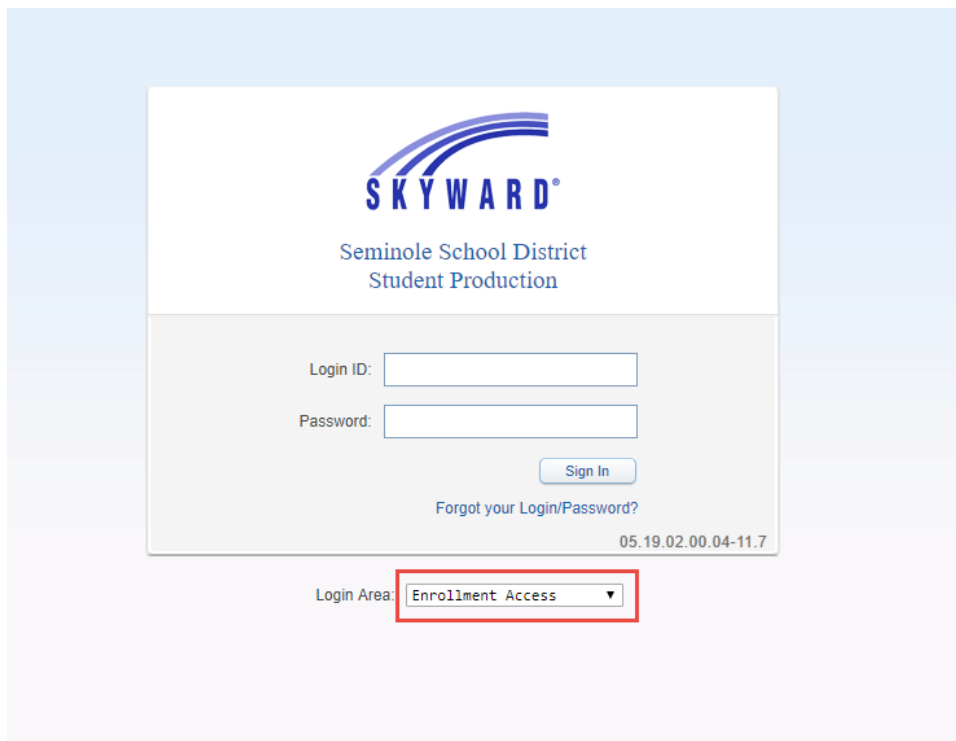 SKYWARD®
Seminole School District
Student Production
Login ID:
Password:
Sign In
Forgot your Login/Password?
05.19.02.00.04-11.7
Login Area: Enrollment Access